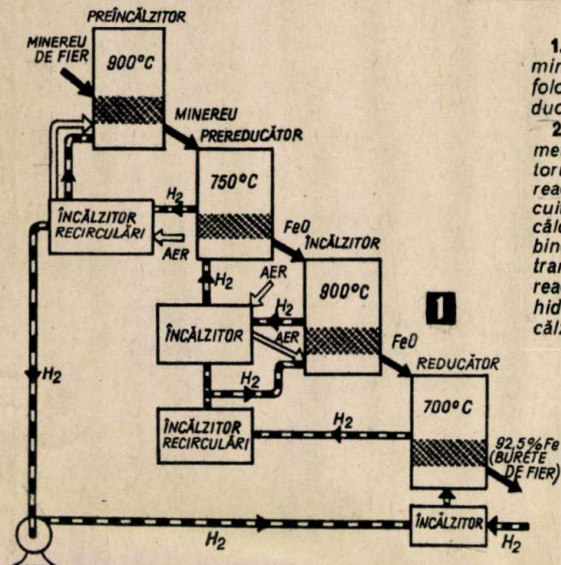 PREÎNCĂLZITOR
MINEREU
DE FIER
900°C
MINEREU
PREREDUCĂTOR
750°C
H2
ÎNCĂLZITOR
RECIRCULĂRI
AER
FeO
ÎNCĂLZITOR
900°C
H2
AER
H2
ÎNCĂLZITOR
AER
H2
H2
FeO
1
REDUCĂTOR
700°C
H2
ÎNCĂLZITOR
RECIRCULĂRI
92,5% Fe
(BURETE
DE FIER)
ÎNCĂLZITOR
H2
H2
1.
min
folo
duc
2
me
toru
rea
cui
căle
bin
tran
rea
hid
călz